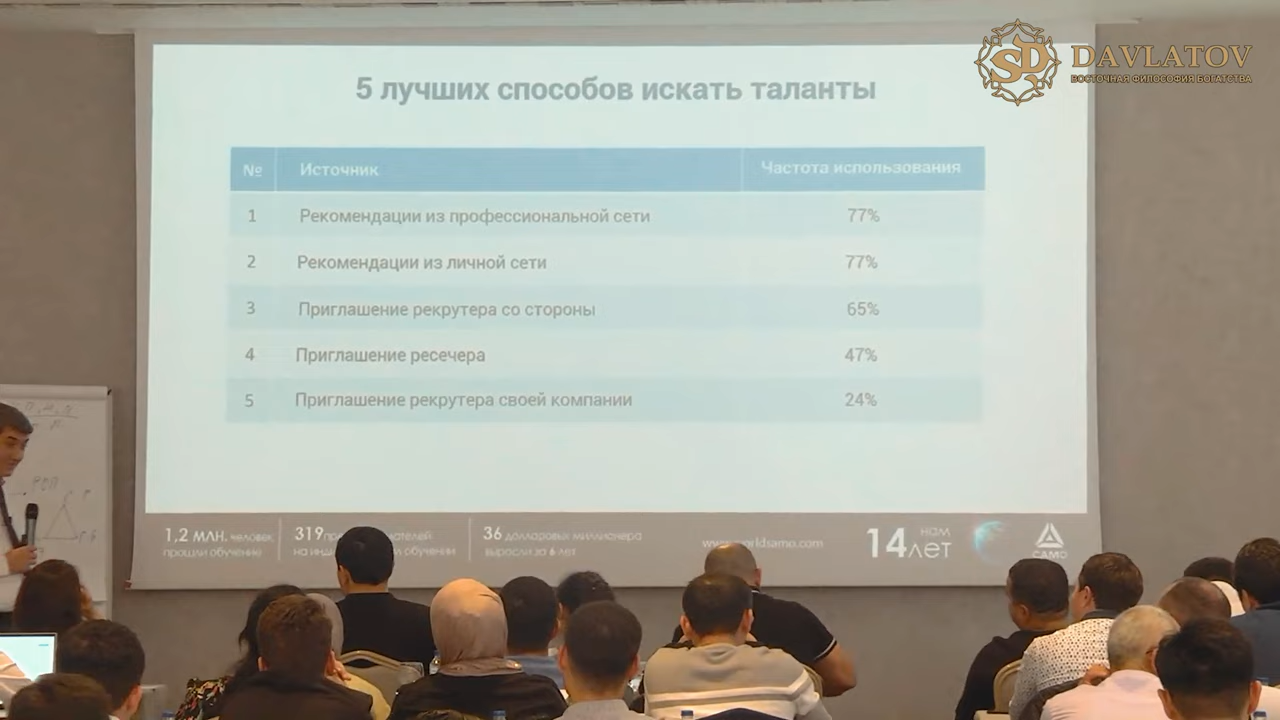 DAVLATOV
ВОСТОЧНАЯ ФИЛОСОФИЯ БОГАТСТВА
5 лучших способов искать таланты
№ Источник Частота использования
1 Рекомендации из профессиональной сети 77%
2 Рекомендации из личной сети 77%
3 Приглашение рекрутера со стороны 65%
4 Приглашение ресечера 47%
5 Приглашение рекрутера своей компании 24%
1,2 МЛН. человек
прошли обучение
319
обучении
36 долларовых миллионера
выросли за 6 лет
14 нам лет
САМО
РОП